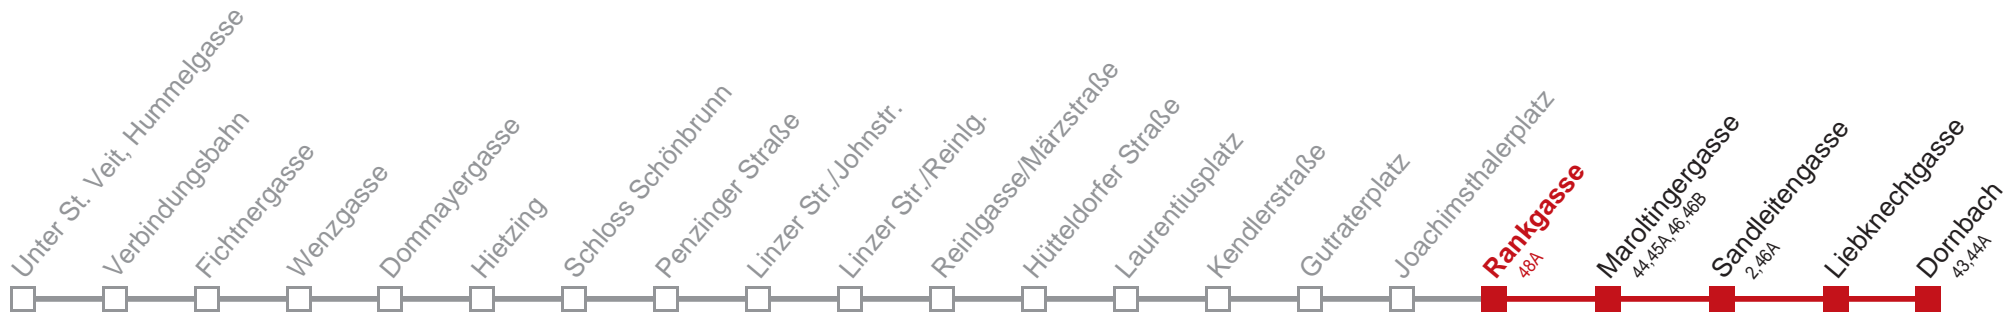 Unter St. Veit, Hummelgasse
Verbindungsbahn
Fichtnergasse
Wenzgasse
Dommayergasse
Hietzing
Schloss Schönbrunn
Penzinger Straße
Linzer Str./Johnstr.
Linzer Str./Reinlg.
Reinlgasse/Märzstraße
Hütteldorfer Straße
Laurentiusplatz
Kendlerstraße
Gutraterplatz
Joachimsthalerplatz
Rankgasse
48A
Maroltingergasse
44,45A,46,46B
Sandleitengasse
2,46A
Liebknechtgasse
Dornbach
43,44A